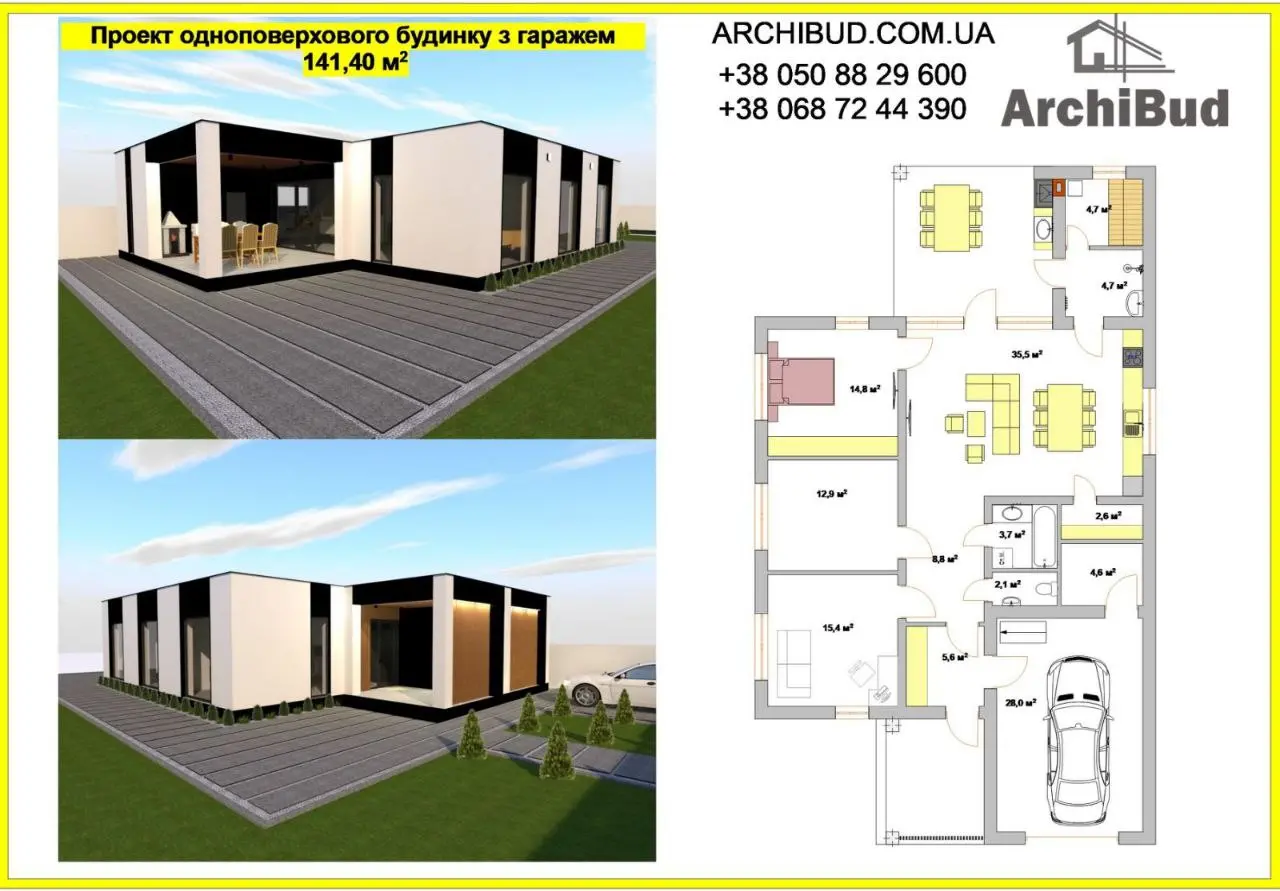 Проект одноповерхового будинку з гаражем
141,40 м²
ARCHIBUD.COM.UA
+38 050 88 29 600
+38 068 72 44 390
ArchiBud
4,7 м²
4,7 м²
35,5 м²
14,8 м²
12,9 м²
2,6 м²
3,7 м²
8,8 м²
4,6 м²
2,1 м²
15,4 м²
5,6 м²
28,0 м²